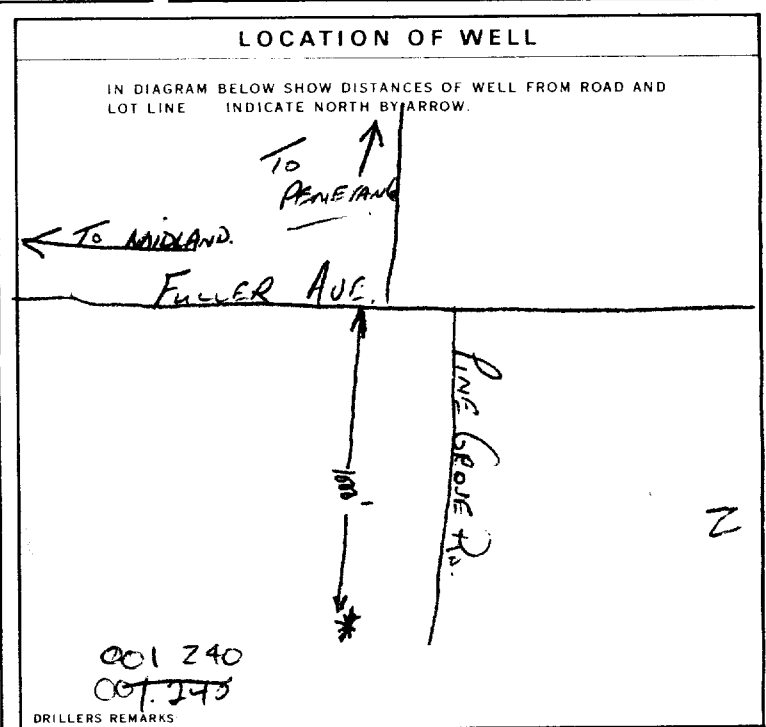 LOCATION OF WELL
IN DIAGRAM BELOW SHOW DISTANCES OF WELL FROM ROAD AND
LOT LINE INDICATE NORTH BY ARROW.
To
PENETANG
To MIDLAND.
FULLER AVE.
PINE GROVE RD.
N
001 240
DRILLERS REMARKS